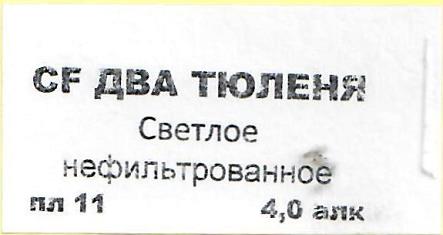 CF ДВА ТЮЛЕНЯ
Светлое
нефильтрованное
пл 11 4,0 алк